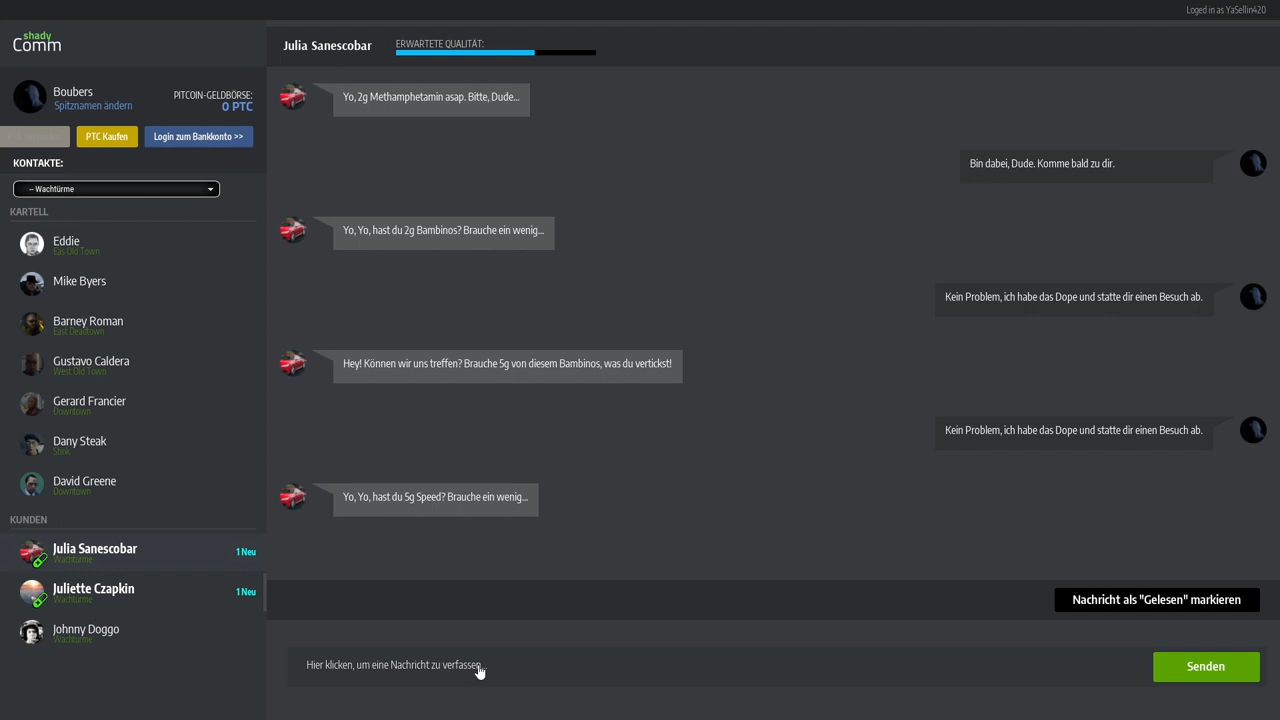 Loged in as YaSellin420
shady
Comm
Boubers
Spitznamen ändern
PITCOIN-GELDBÖRSE:
0 PTC
PTC Kaufen
Login zum Bankkonto >>
KONTAKTE:
-- Wachtürme
KARTELL
Eddie
Eas Old Town
Mike Byers
Barney Roman
East Deadtown
Gustavo Caldera
West Old Town
Gerard Francier
Downtown
Dany Steak
Stink
David Greene
Downtown
KUNDEN
Julia Sanescobar
Wachtürme
1 Neu
Juliette Czapkin
Wachtürme
1 Neu
Johnny Doggo
Wachtürme
Julia Sanescobar
ERWARTETE QUALITÄT:
Yo, 2g Methamphetamin asap. Bitte, Dude...
Bin dabei, Dude. Komme bald zu dir.
Yo, Yo, hast du 2g Bambinos? Brauche ein wenig...
Kein Problem, ich habe das Dope und statte dir einen Besuch ab.
Hey! Können wir uns treffen? Brauche 5g von diesem Bambinos, was du vertickst!
Kein Problem, ich habe das Dope und statte dir einen Besuch ab.
Yo, Yo, hast du 5g Speed? Brauche ein wenig...
Nachricht als "Gelesen" markieren
Hier klicken, um eine Nachricht zu verfassen
Senden